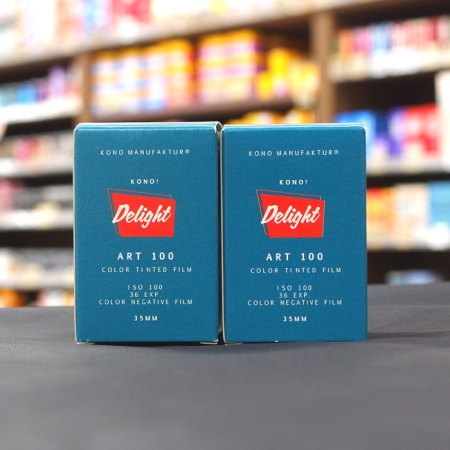 KONO MANUFAKTUR®
KONO!
Delight
ART 100
COLOR TINTED FILM
ISO 100
36 EXP.
COLOR NEGATIVE FILM
35MM
KONO MANUFAKTUR®
KONO!
Delight
ART 100
COLOR TINTED FILM
ISO 100
36 EXP.
COLOR NEGATIVE FILM
35MM